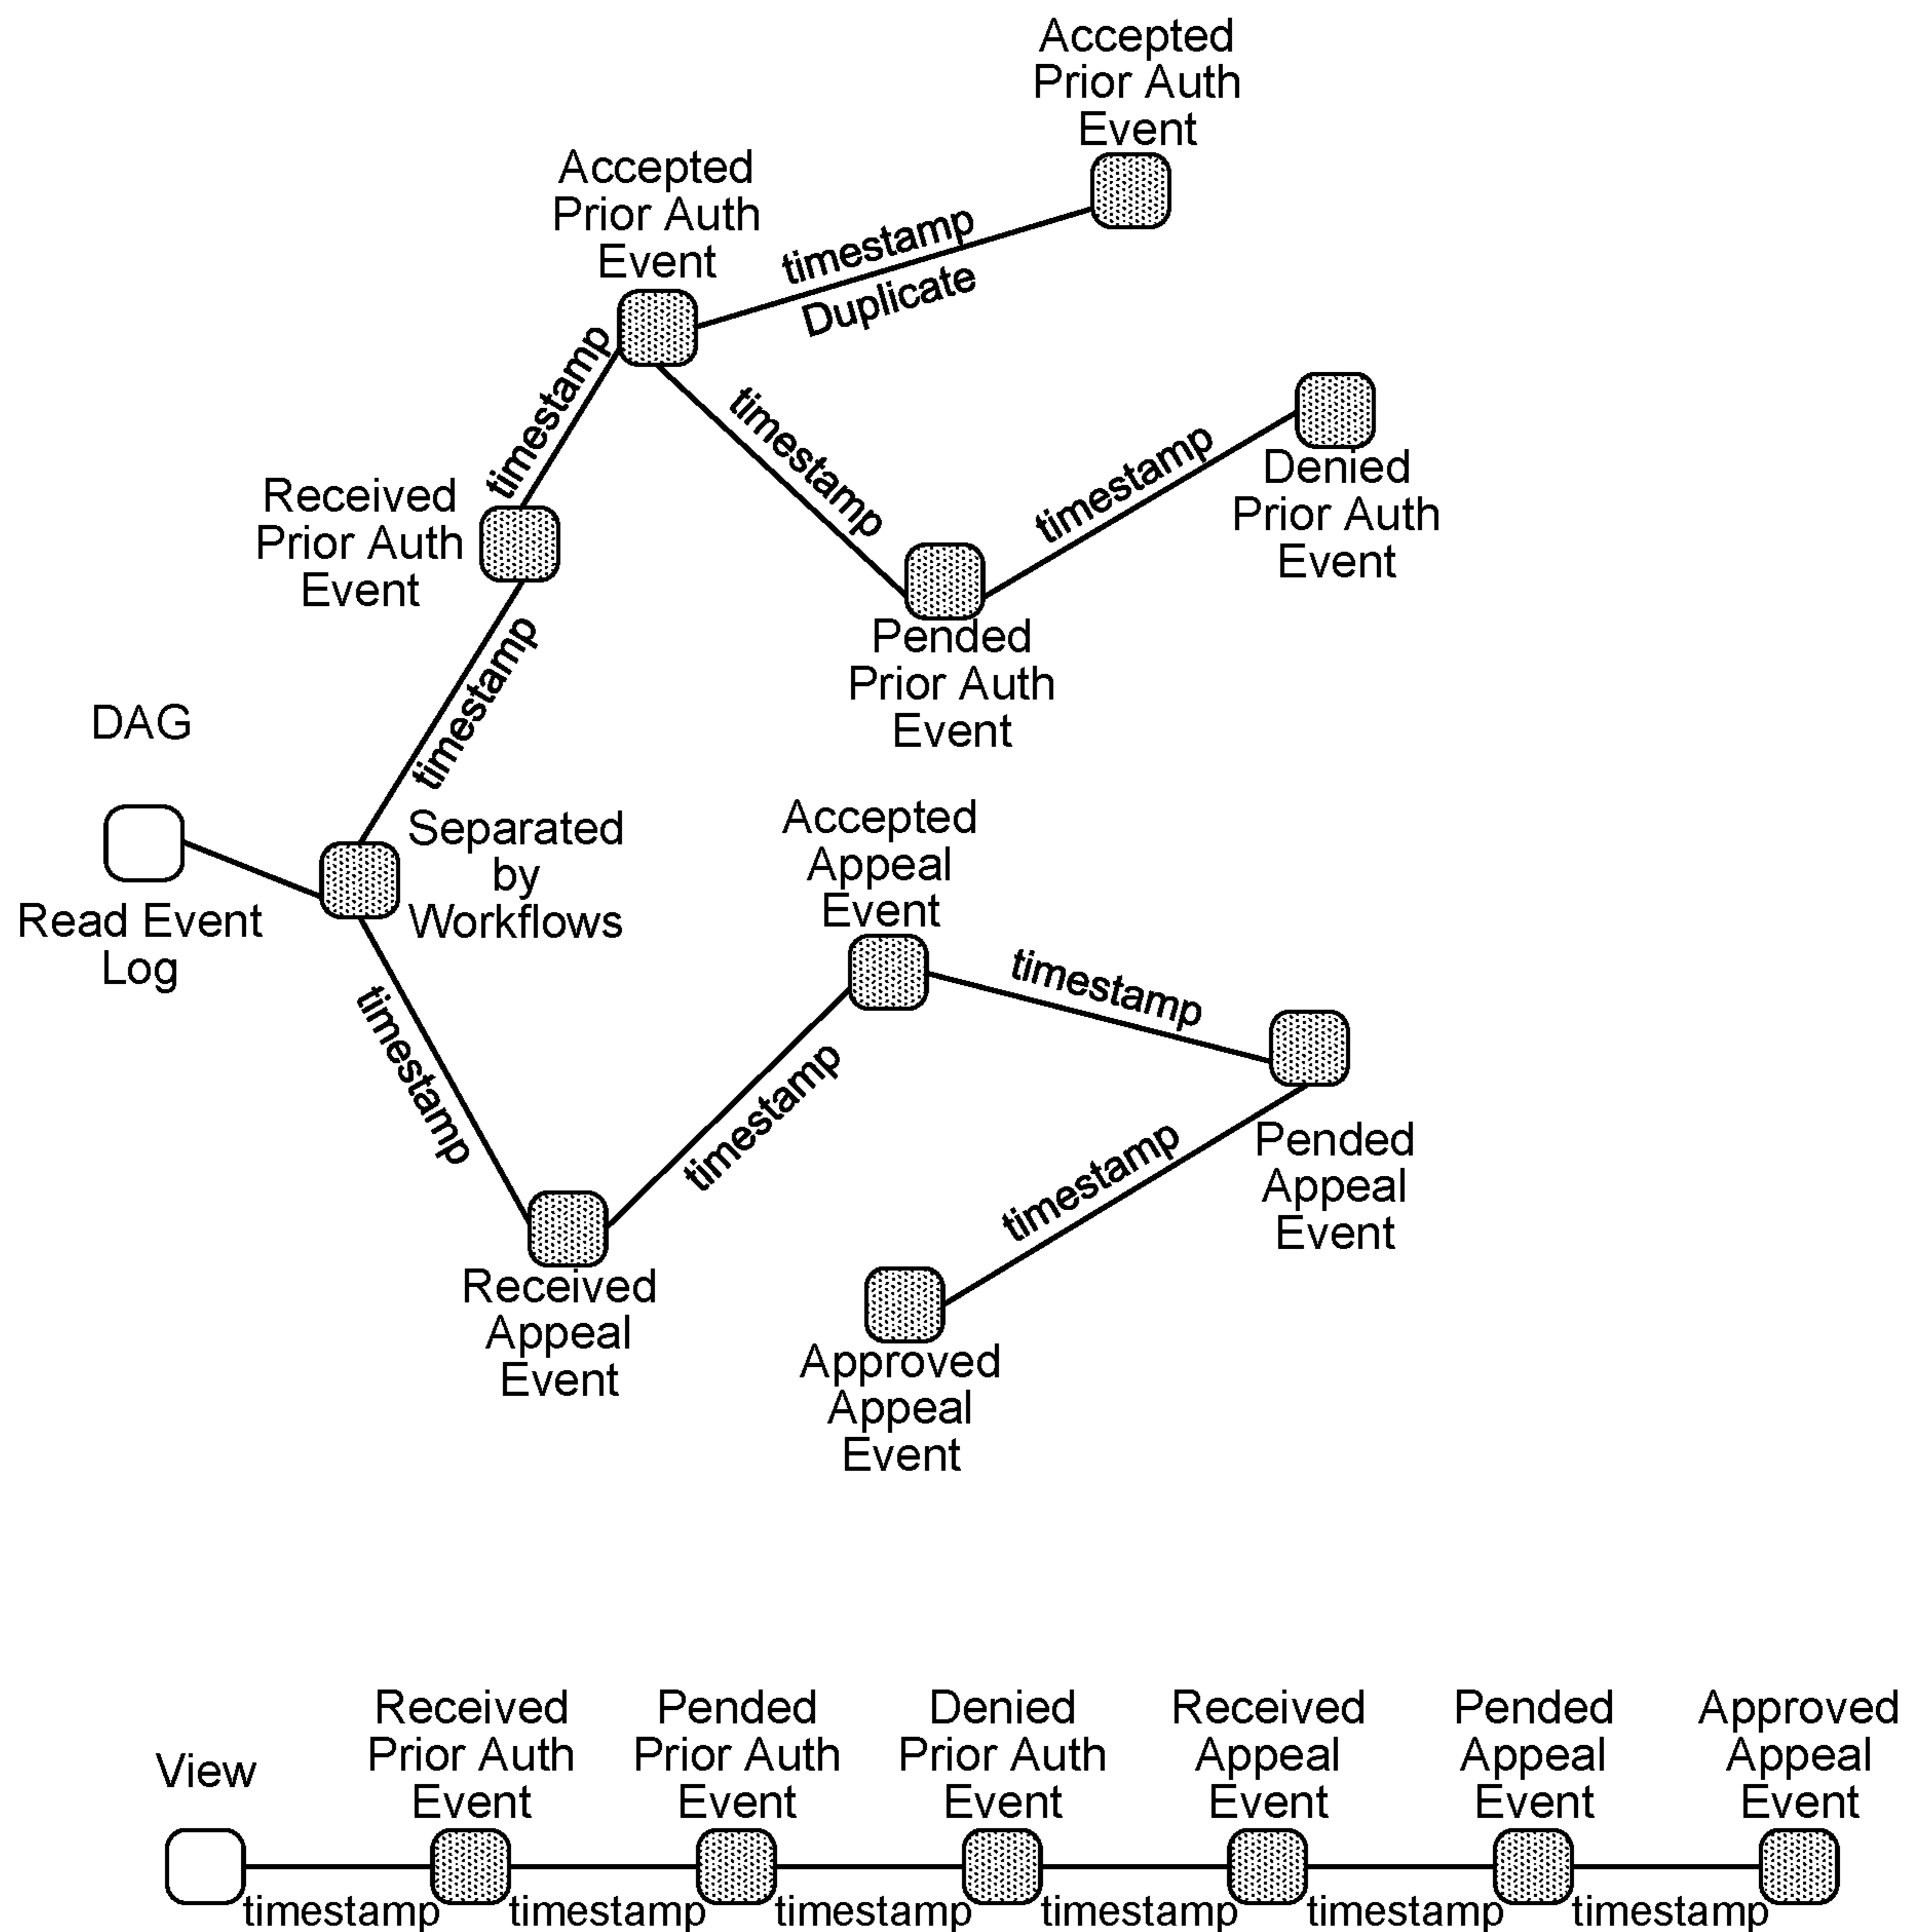 Accepted
Prior Auth
Event
Accepted
Prior Auth
Event
timestamp
Duplicate
timestamp
timestamp
timestamp
Denied
Prior Auth
Event
Received
Prior Auth
Event
Pended
Prior Auth
Event
timestamp
DAG
Separated
by
Workflows
Read Event
Log
Accepted
Appeal
Event
timestamp
timestamp
timestamp
Pended
Appeal
Event
timestamp
Received
Appeal
Event
Approved
Appeal
Event
View
Received
Prior Auth
Event
Pended
Prior Auth
Event
Denied
Prior Auth
Event
Received
Appeal
Event
Pended
Appeal
Event
Approved
Appeal
Event
timestamp
timestamp
timestamp
timestamp
timestamp
timestamp